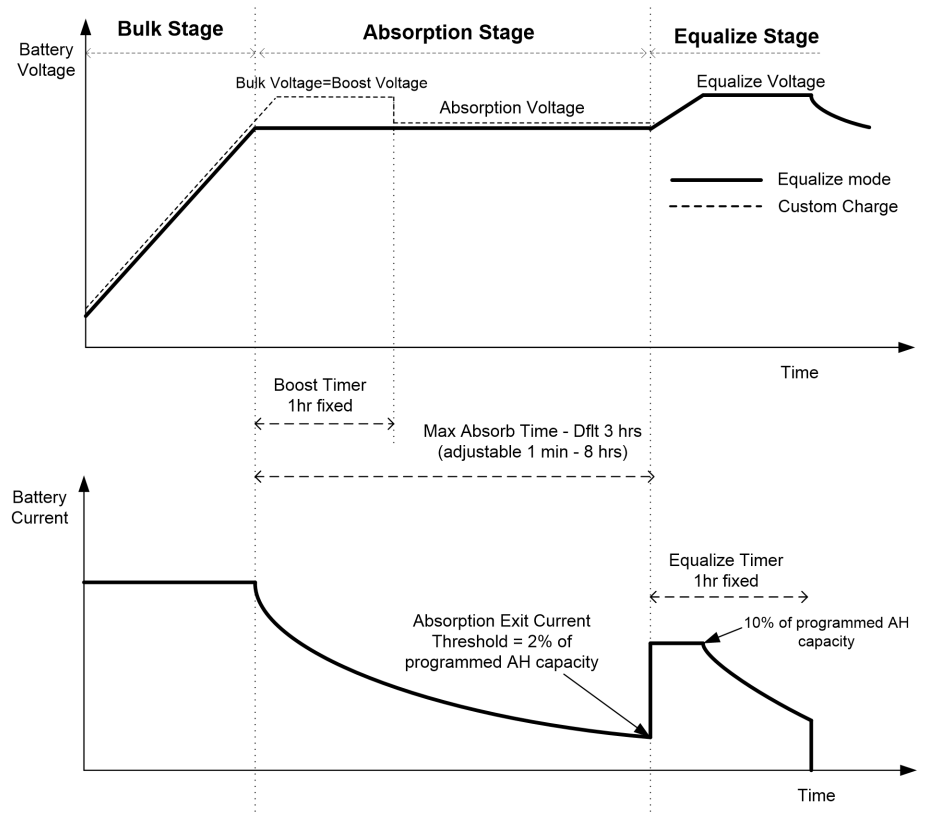 Bulk Stage
Absorption Stage
Equalize Stage
Battery
Voltage
Bulk Voltage=Boost Voltage
Absorption Voltage
Equalize Voltage
Equalize mode
Custom Charge
Time
Boost Timer
1hr fixed
Max Absorb Time - Dflt 3 hrs
(adjustable 1 min - 8 hrs)
Battery
Current
Equalize Timer
1hr fixed
Absorption Exit Current
Threshold = 2% of
programmed AH capacity
10% of programmed AH
capacity
Time